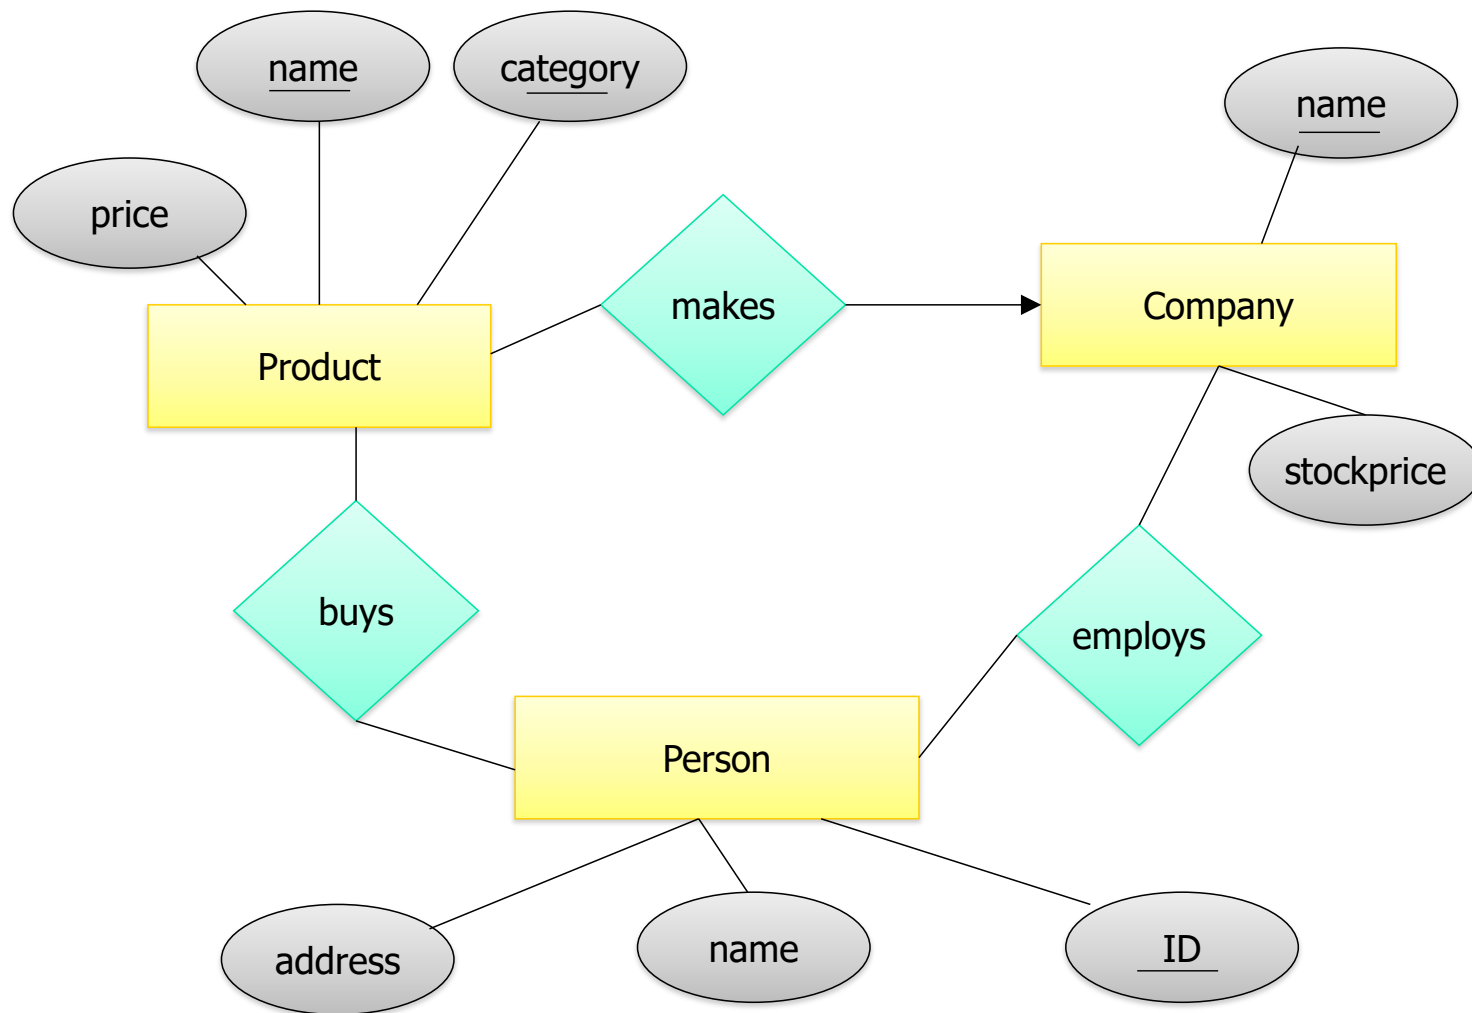 name
category
name
price
makes
Company
Product
stockprice
buys
employs
Person
address
name
ID